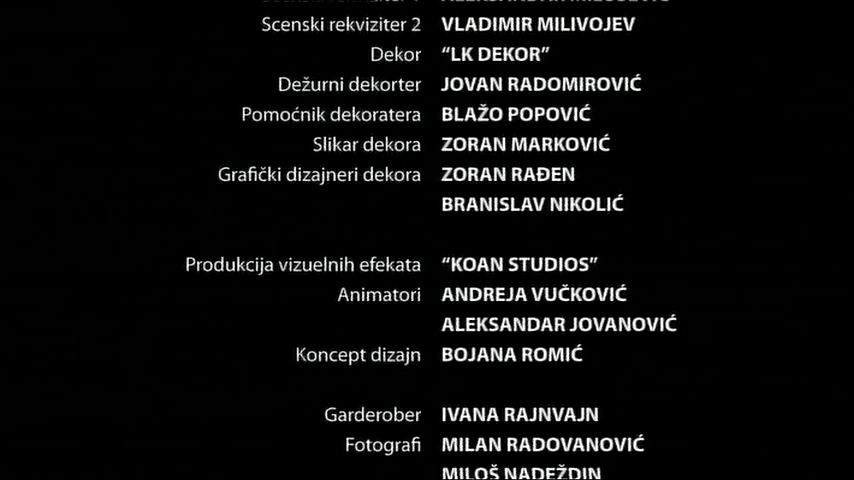 Scenski rekviziter 2 VLADIMIR MILIVOJEV
Dekor “LK DEKOR”
Dežurni dekorter JOVAN RADOMIROVIĆ
Pomoćnik dekoratera BLAŽO POPOVIĆ
Slikar dekora ZORAN MARKOVIĆ
Grafički dizajneri dekora ZORAN RAĐEN
BRANISLAV NIKOLIĆ
Produkcija vizuelnih efekata “KOAN STUDIOS”
Animatori ANDREJA VUČKOVIĆ
ALEKSANDAR JOVANOVIĆ
Koncept dizajn BOJANA ROMIĆ
Garderober IVANA RAJNVAJN
Fotografi MILAN RADOVANOVIĆ
MILOŠ NADEŽDIN